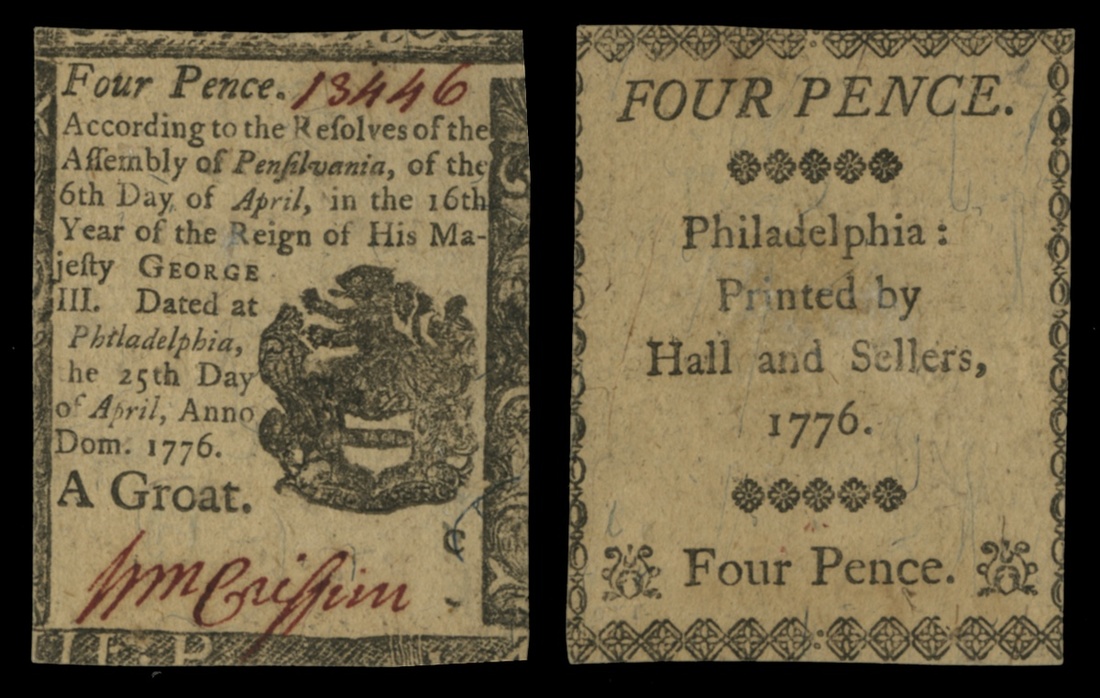 Four Pence. 13446
According to the Reſolves of the
Aſſembly of Penſilvania, of the
6th Day of April, in the 16th
Year of the Reign of His Ma-
jeſty GEORGE
III. Dated at
Philadelphia,
he 25th Day
of April, Anno
Dom. 1776.
A Groat.
C
Wm Criſpin
FOUR PENCE.
Philadelphia:
Printed by
Hall and Sellers,
1776.
Four Pence.